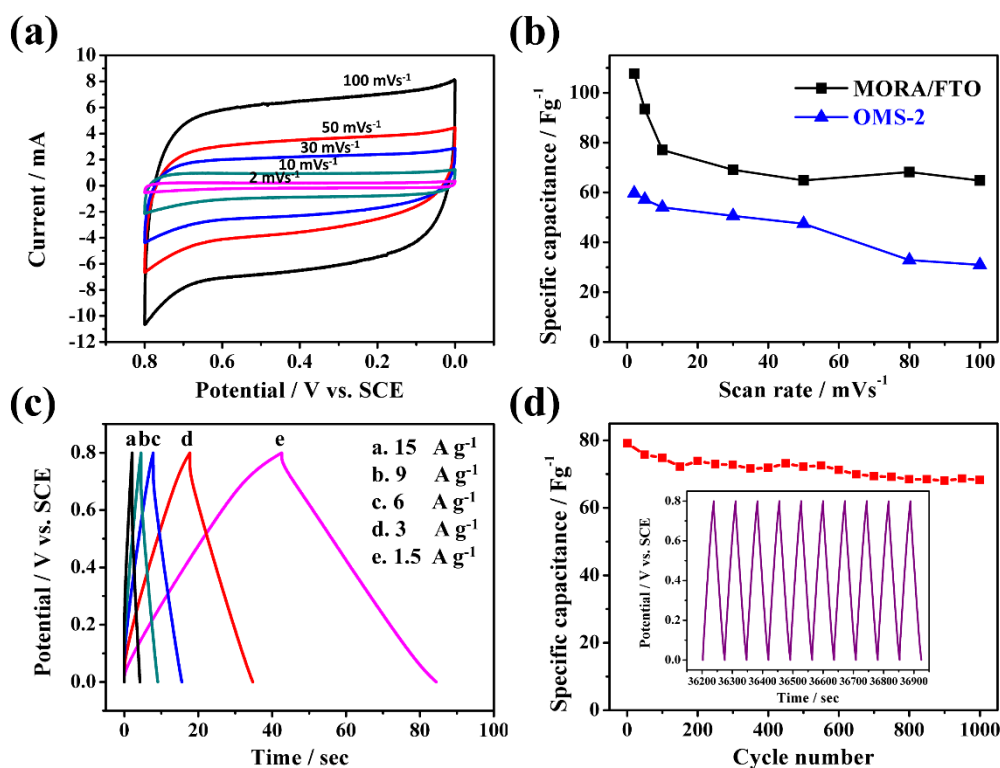 (a)
8
6
4
2
0
-2
-4
-6
-8
-10
-12
Current / mA
100 mVs⁻¹
50 mVs⁻¹
30 mVs⁻¹
10 mVs⁻¹
2 mVs⁻¹
0.8 0.6 0.4 0.2 0.0
Potential / V vs. SCE
(b)
100
80
60
40
20
0
Specific capacitance / Fg⁻¹
MORA/FTO
OMS-2
0 20 40 60 80 100
Scan rate / mVs⁻¹
(c)
1.0
0.8
0.6
0.4
0.2
0.0
Potential / V vs. SCE
a b c d e
a. 15 A g⁻¹
b. 9 A g⁻¹
c. 6 A g⁻¹
d. 3 A g⁻¹
e. 1.5 A g⁻¹
0 20 40 60 80 100
Time / sec
(d)
80
60
40
20
0
Specific capacitance / Fg⁻¹
0.8
0.6
0.4
0.2
0.0
Potential / V vs. SCE
36200 36300 36400 36500 36600 36700 36800 36900
Time / sec
0 200 400 600 800 1000
Cycle number